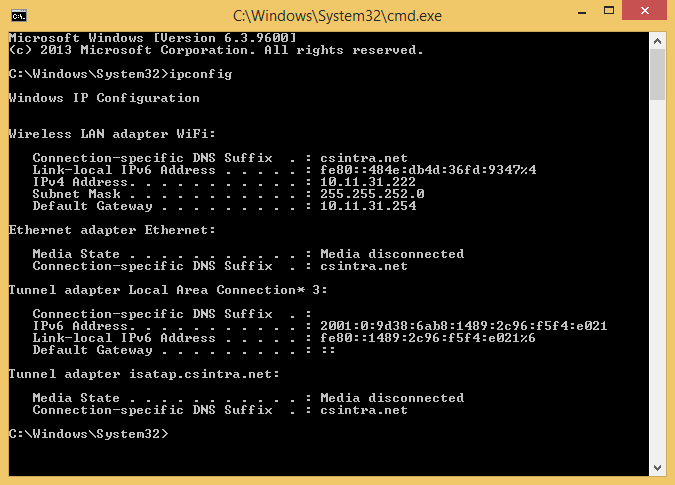 C:\Windows\System32\cmd.exe
Microsoft Windows [Version 6.3.9600]
(c) 2013 Microsoft Corporation. All rights reserved.
C:\Windows\System32>ipconfig
Windows IP Configuration
Wireless LAN adapter WiFi:
Connection-specific DNS Suffix  . : csintra.net
Link-local IPv6 Address . . . . . : fe80::484e:db4d:36fd:9347%4
IPv4 Address. . . . . . . . . . . : 10.11.31.222
Subnet Mask . . . . . . . . . . . : 255.255.252.0
Default Gateway . . . . . . . . . : 10.11.31.254
Ethernet adapter Ethernet:
Media State . . . . . . . . . . . : Media disconnected
Connection-specific DNS Suffix  . : csintra.net
Tunnel adapter Local Area Connection* 3:
Connection-specific DNS Suffix  . :
IPv6 Address. . . . . . . . . . . : 2001:0:9d38:6ab8:1489:2c96:f5f4:e021
Link-local IPv6 Address . . . . . : fe80::1489:2c96:f5f4:e021%6
Default Gateway . . . . . . . . . : ::
Tunnel adapter isatap.csintra.net:
Media State . . . . . . . . . . . : Media disconnected
Connection-specific DNS Suffix  . : csintra.net
C:\Windows\System32>